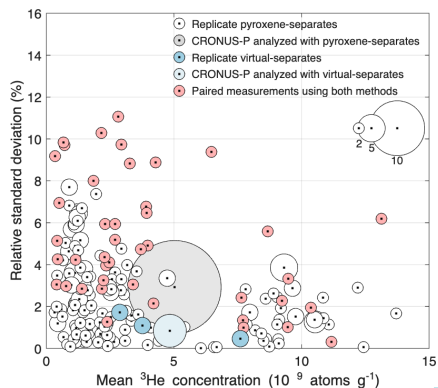 16
14
12
10
8
6
4
2
0
Relative standard deviation (%)
Replicate pyroxene-separates
CRONUS-P analyzed with pyroxene-separates
Replicate virtual-separates
CRONUS-P analyzed with virtual-separates
Paired measurements using both methods
2 5 10
0 5 10 15
Mean ³He concentration (10 ⁹ atoms g⁻¹)